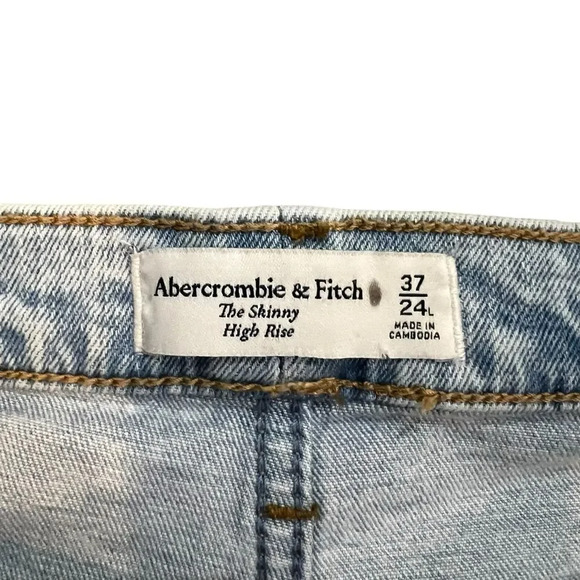 Abercrombie & Fitch
The Skinny
High Rise
37
24L
MADE IN
CAMBODIA